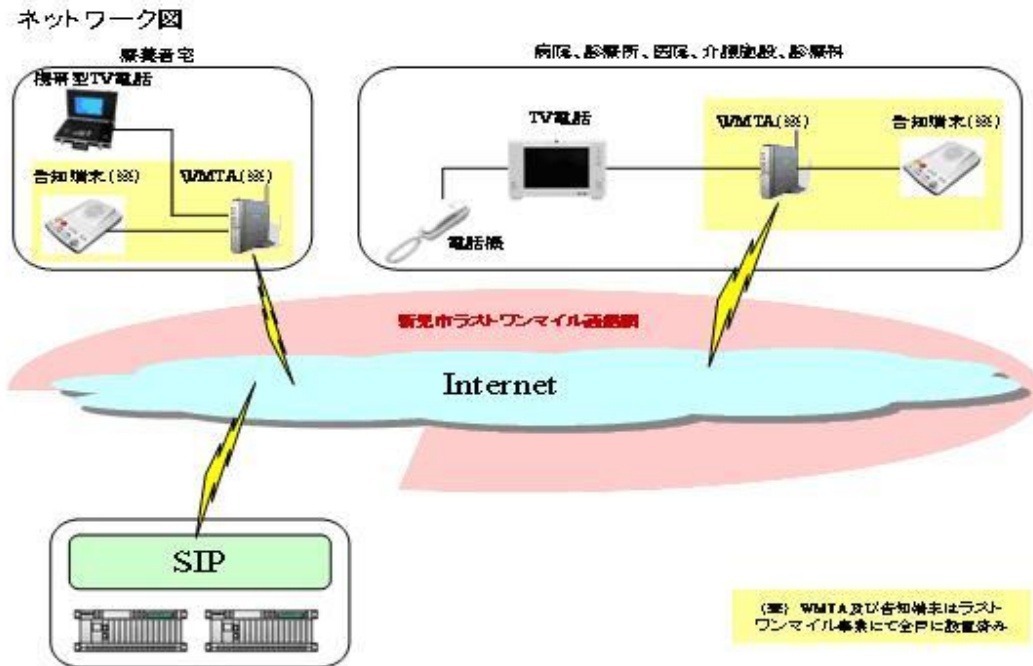 ネットワーク図
療養者宅
携帯型TV電話
告知端末(※)
WMTA(※)
病院、診療所、医院、介護施設、診療科
TV電話
WMTA(※)
告知端末(※)
電話機
新見市ラストワンマイル通信網
Internet
SIP
(※) WMTA及び告知端末はラスト
ワンマイル事業にて全戸に設置済み